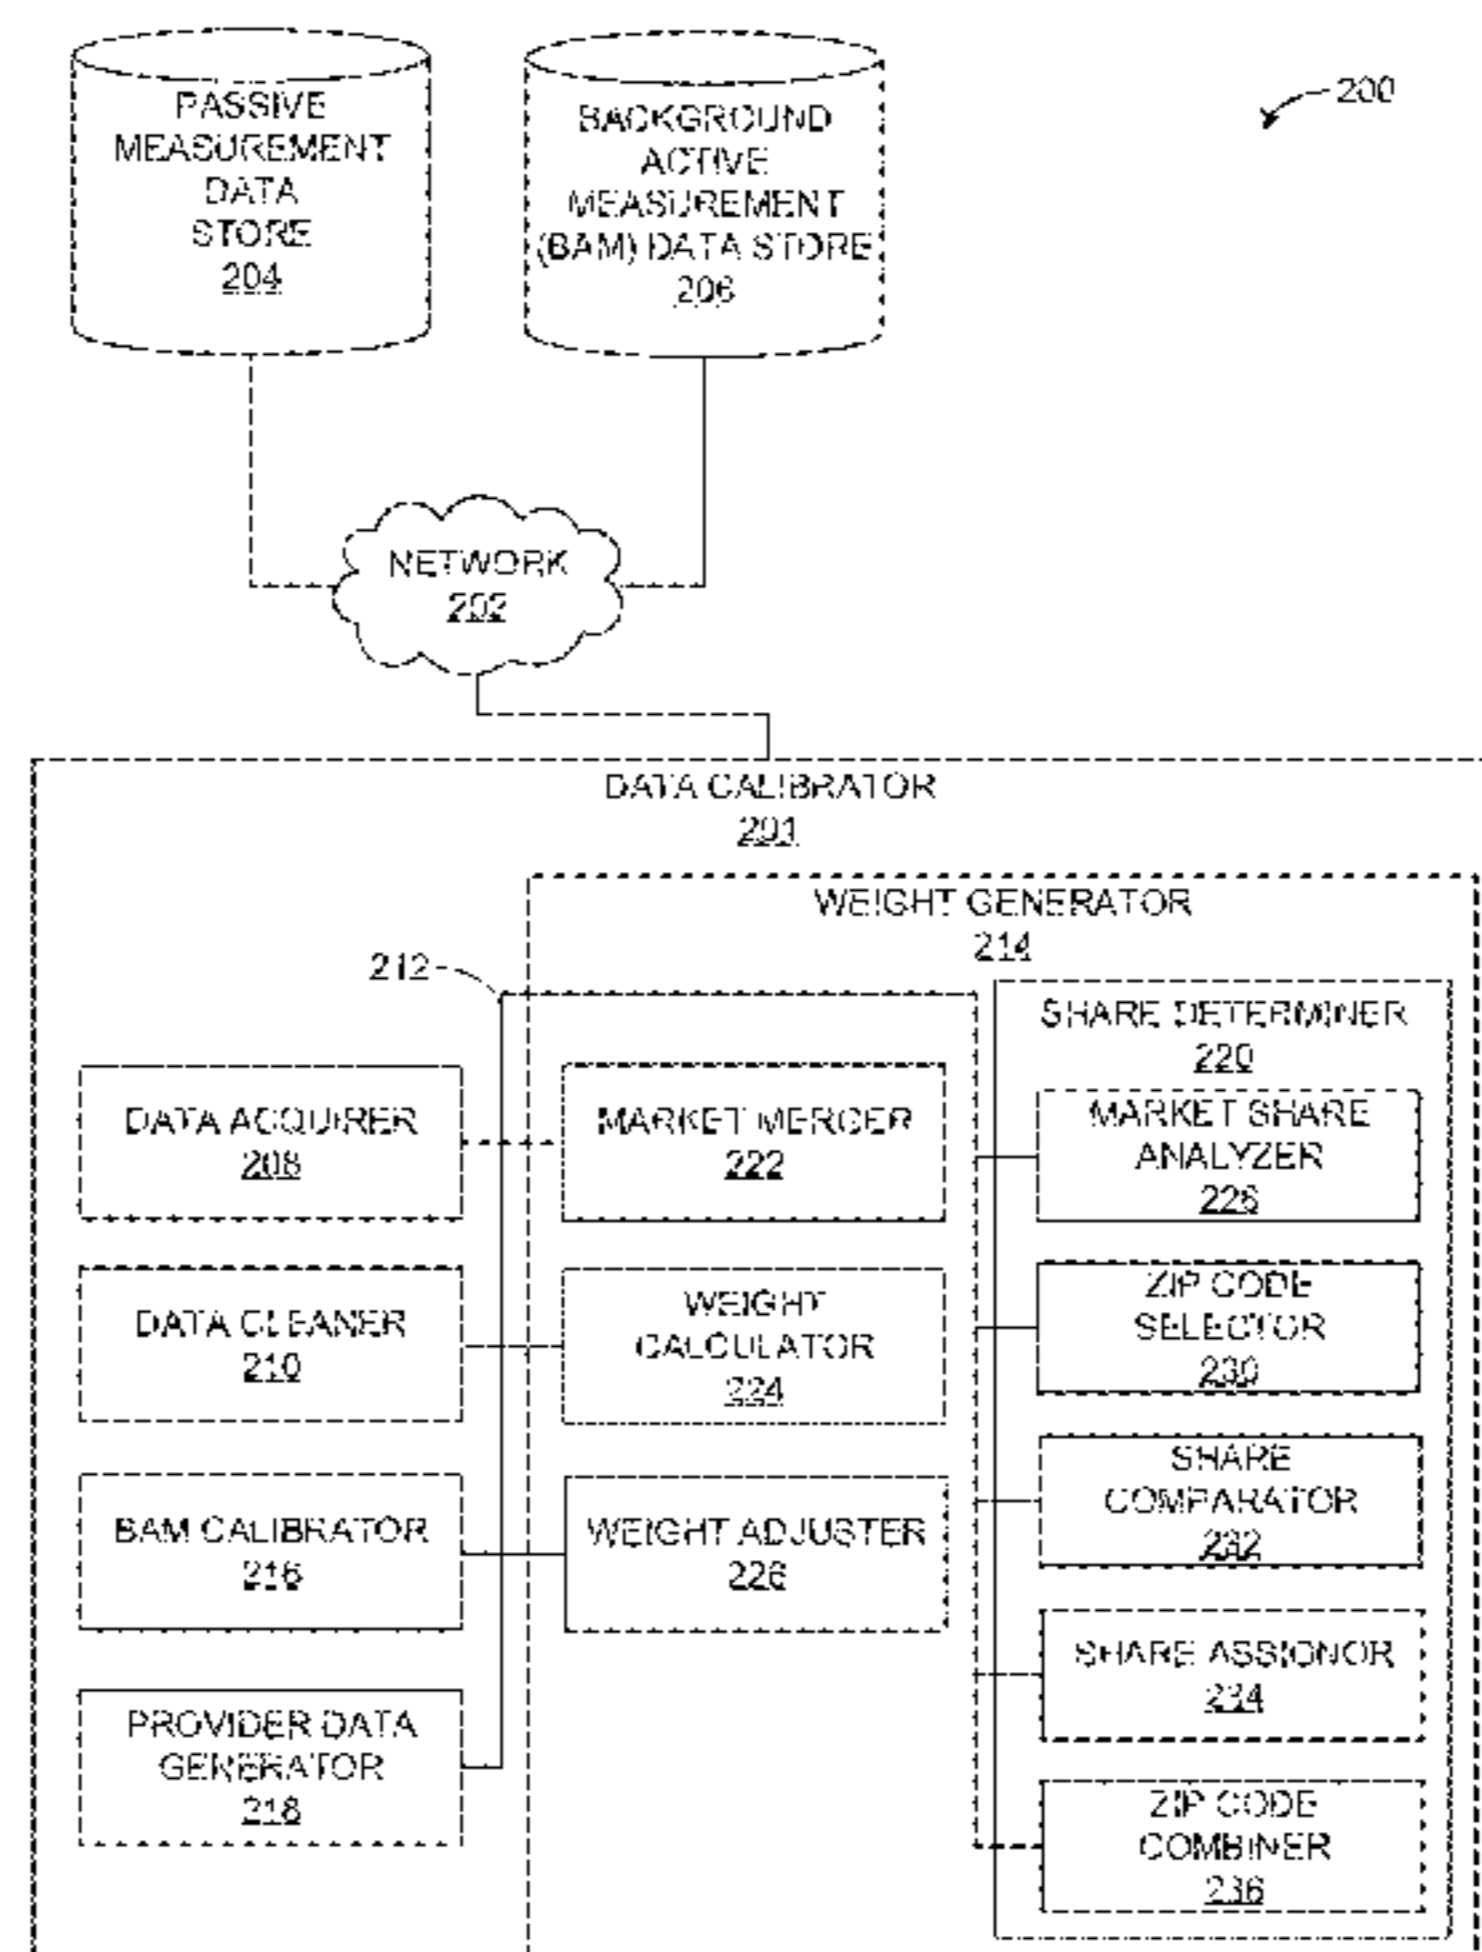 PASSIVE
MEASUREMENT
DATA
STORE
204
BACKGROUND
ACTIVE
MEASUREMENT
(BAM) DATA STORE
206
200
NETWORK
202
DATA CALIBRATOR
201
WEIGHT GENERATOR
214
212
SHARE DETERMINER
220
DATA ACQUIRER
208
MARKET MERGER
222
MARKET SHARE
ANALYZER
228
DATA CLEANER
210
WEIGHT
CALCULATOR
224
ZIP CODE
SELECTOR
230
BAM CALIBRATOR
216
WEIGHT ADJUSTER
226
SHARE
COMPARATOR
232
SHARE ASSIGNOR
234
PROVIDER DATA
GENERATOR
218
ZIP CODE
COMBINER
236